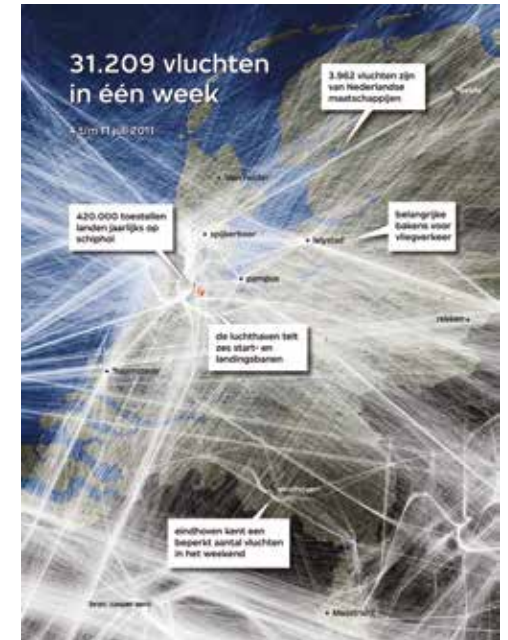 31.209 vluchten
in één week
4 t/m 11 juli 2011
3.962 vluchten zijn
van Nederlandse
maatschappijen
420.000 toestellen
landen jaarlijks op
schiphol
spijkerboor
lelystad
belangrijke
bakens voor
vliegverkeer
pampus
rekken
de luchthaven telt
zes start- en
landingsbanen
eindhoven kent een
beperkt aantal vluchten
in het weekend
Maastricht